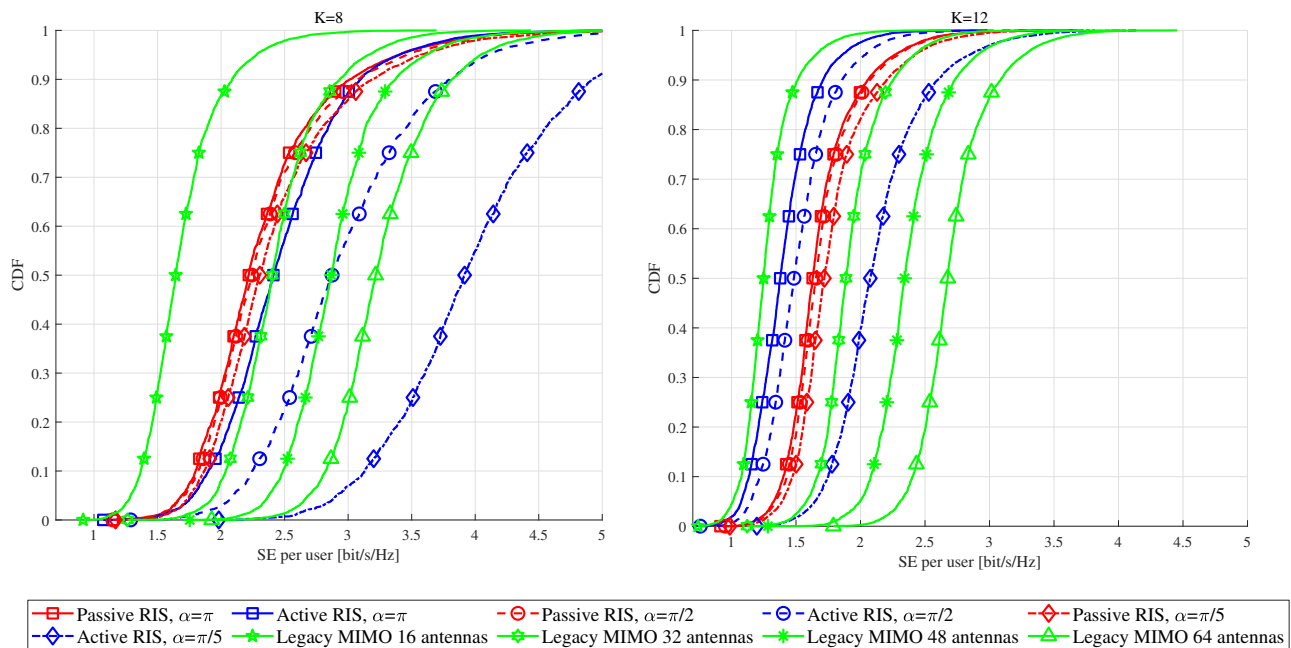 K=8
1
0.9
0.8
0.7
0.6
0.5
0.4
0.3
0.2
0.1
0
CDF
1 1.5 2 2.5 3 3.5 4 4.5 5
SE per user [bit/s/Hz]
K=12
1
0.9
0.8
0.7
0.6
0.5
0.4
0.3
0.2
0.1
0
CDF
1 1.5 2 2.5 3 3.5 4 4.5 5
SE per user [bit/s/Hz]
Passive RIS, α=π Active RIS, α=π Passive RIS, α=π/2 Active RIS, α=π/2 Passive RIS, α=π/5
Active RIS, α=π/5 Legacy MIMO 16 antennas Legacy MIMO 32 antennas Legacy MIMO 48 antennas Legacy MIMO 64 antennas